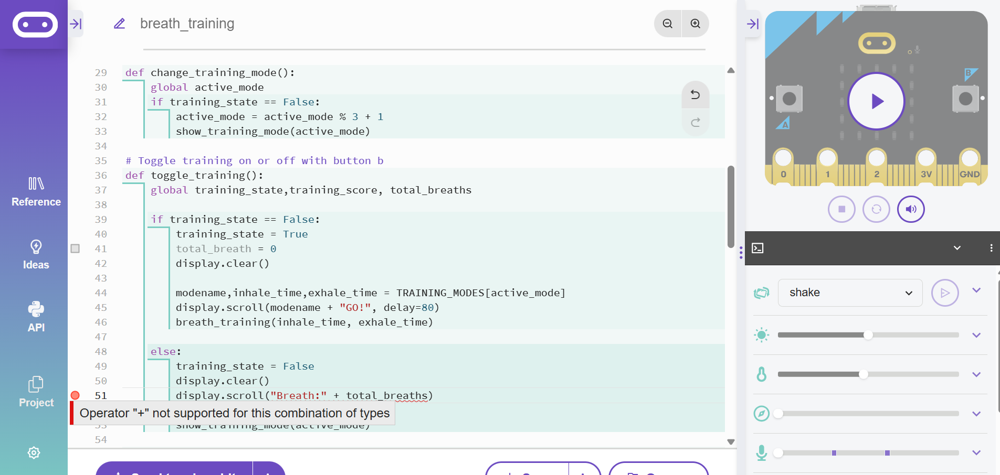 breath_training
29 def change_training_mode():
30 global active_mode
31 if training_state == False:
32 active_mode = active_mode % 3 + 1
33 show_training_mode(active_mode)
34
35 # Toggle training on or off with button b
36 def toggle_training():
37 global training_state,training_score, total_breaths
38
39 if training_state == False:
40 training_state = True
41 total_breath = 0
42 display.clear()
43
44 modename,inhale_time,exhale_time = TRAINING_MODES[active_mode]
45 display.scroll(modename + "GO!", delay=80)
46 breath_training(inhale_time, exhale_time)
47
48 else:
49 training_state = False
50 display.clear()
51 display.scroll("Breath:" + total_breaths)
Operator "+" not supported for this combination of types
53 show_training_mode(active_mode)
54
Reference
Ideas
API
Project
B
A
0 1 2 3V GND
shake